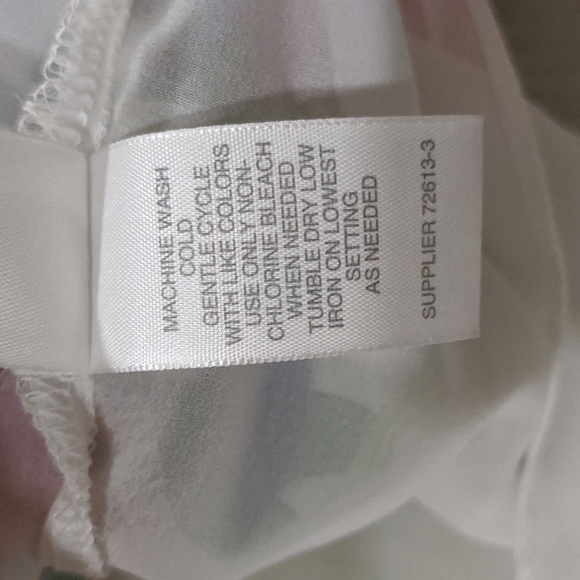 MACHINE WASH
COLD
GENTLE CYCLE
WITH LIKE COLORS
USE ONLY NON-
CHLORINE BLEACH
WHEN NEEDED
TUMBLE DRY LOW
IRON ON LOWEST
SETTING
AS NEEDED
SUPPLIER 72613-3